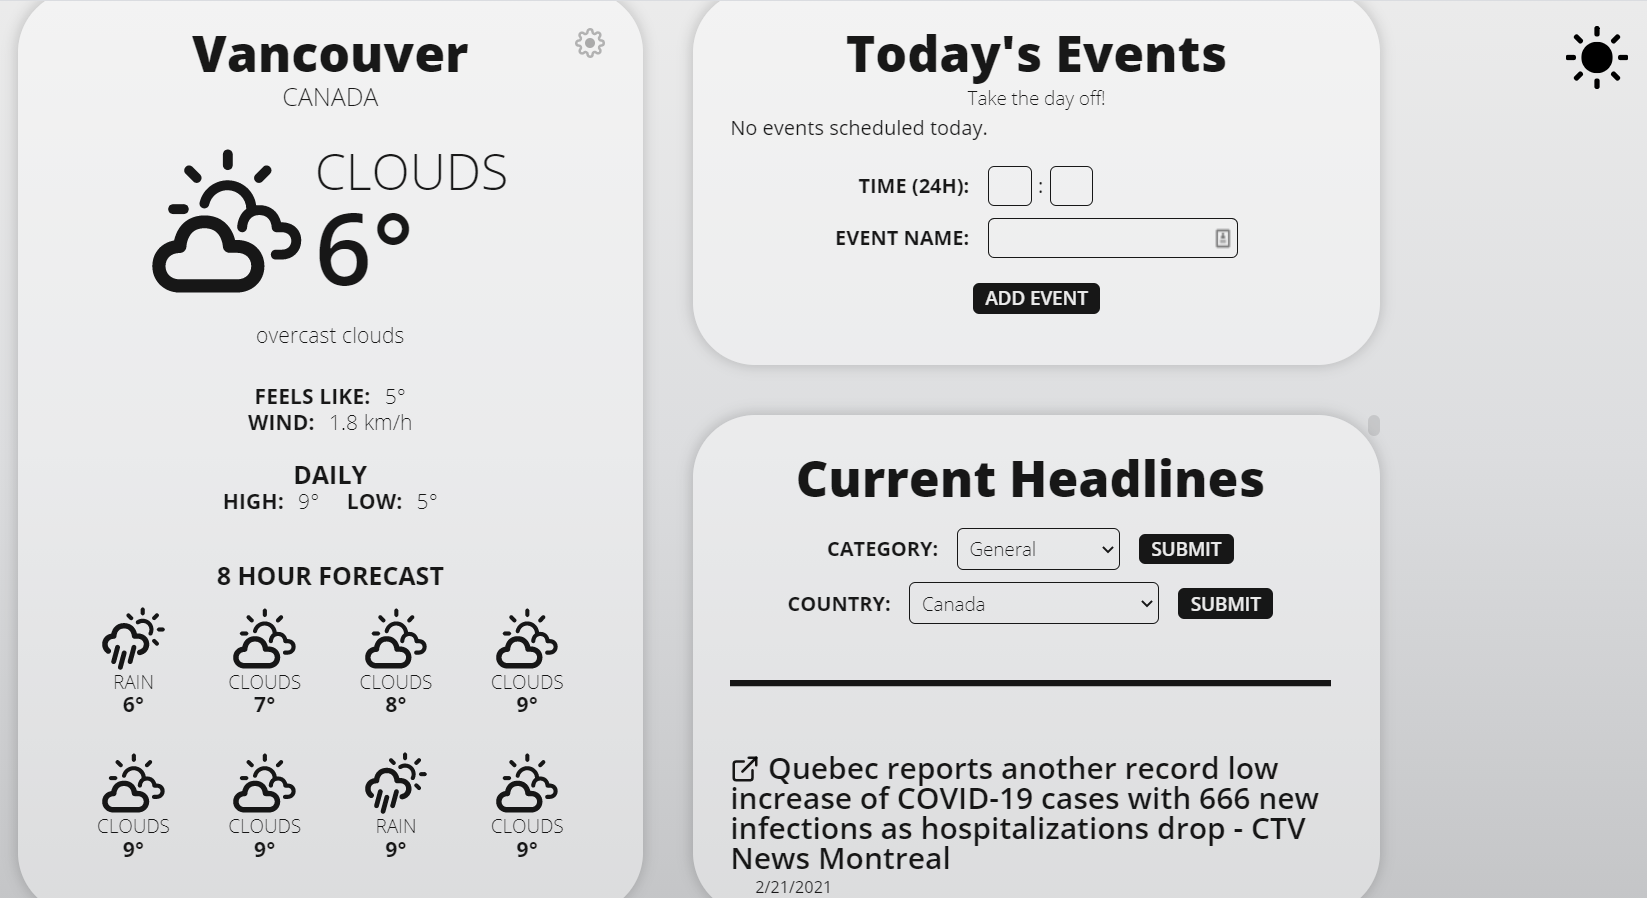 Vancouver
CANADA
CLOUDS
6°
overcast clouds
FEELS LIKE: 5°
WIND: 1.8 km/h
DAILY
HIGH: 9° LOW: 5°
8 HOUR FORECAST
RAIN CLOUDS CLOUDS CLOUDS
6° 7° 8° 9°
CLOUDS CLOUDS RAIN CLOUDS
9° 9° 9° 9°
Today's Events
Take the day off!
No events scheduled today.
TIME (24H): :
EVENT NAME:
ADD EVENT
Current Headlines
CATEGORY: General SUBMIT
COUNTRY: Canada SUBMIT
Quebec reports another record low
increase of COVID-19 cases with 666 new
infections as hospitalizations drop - CTV
News Montreal
2/21/2021